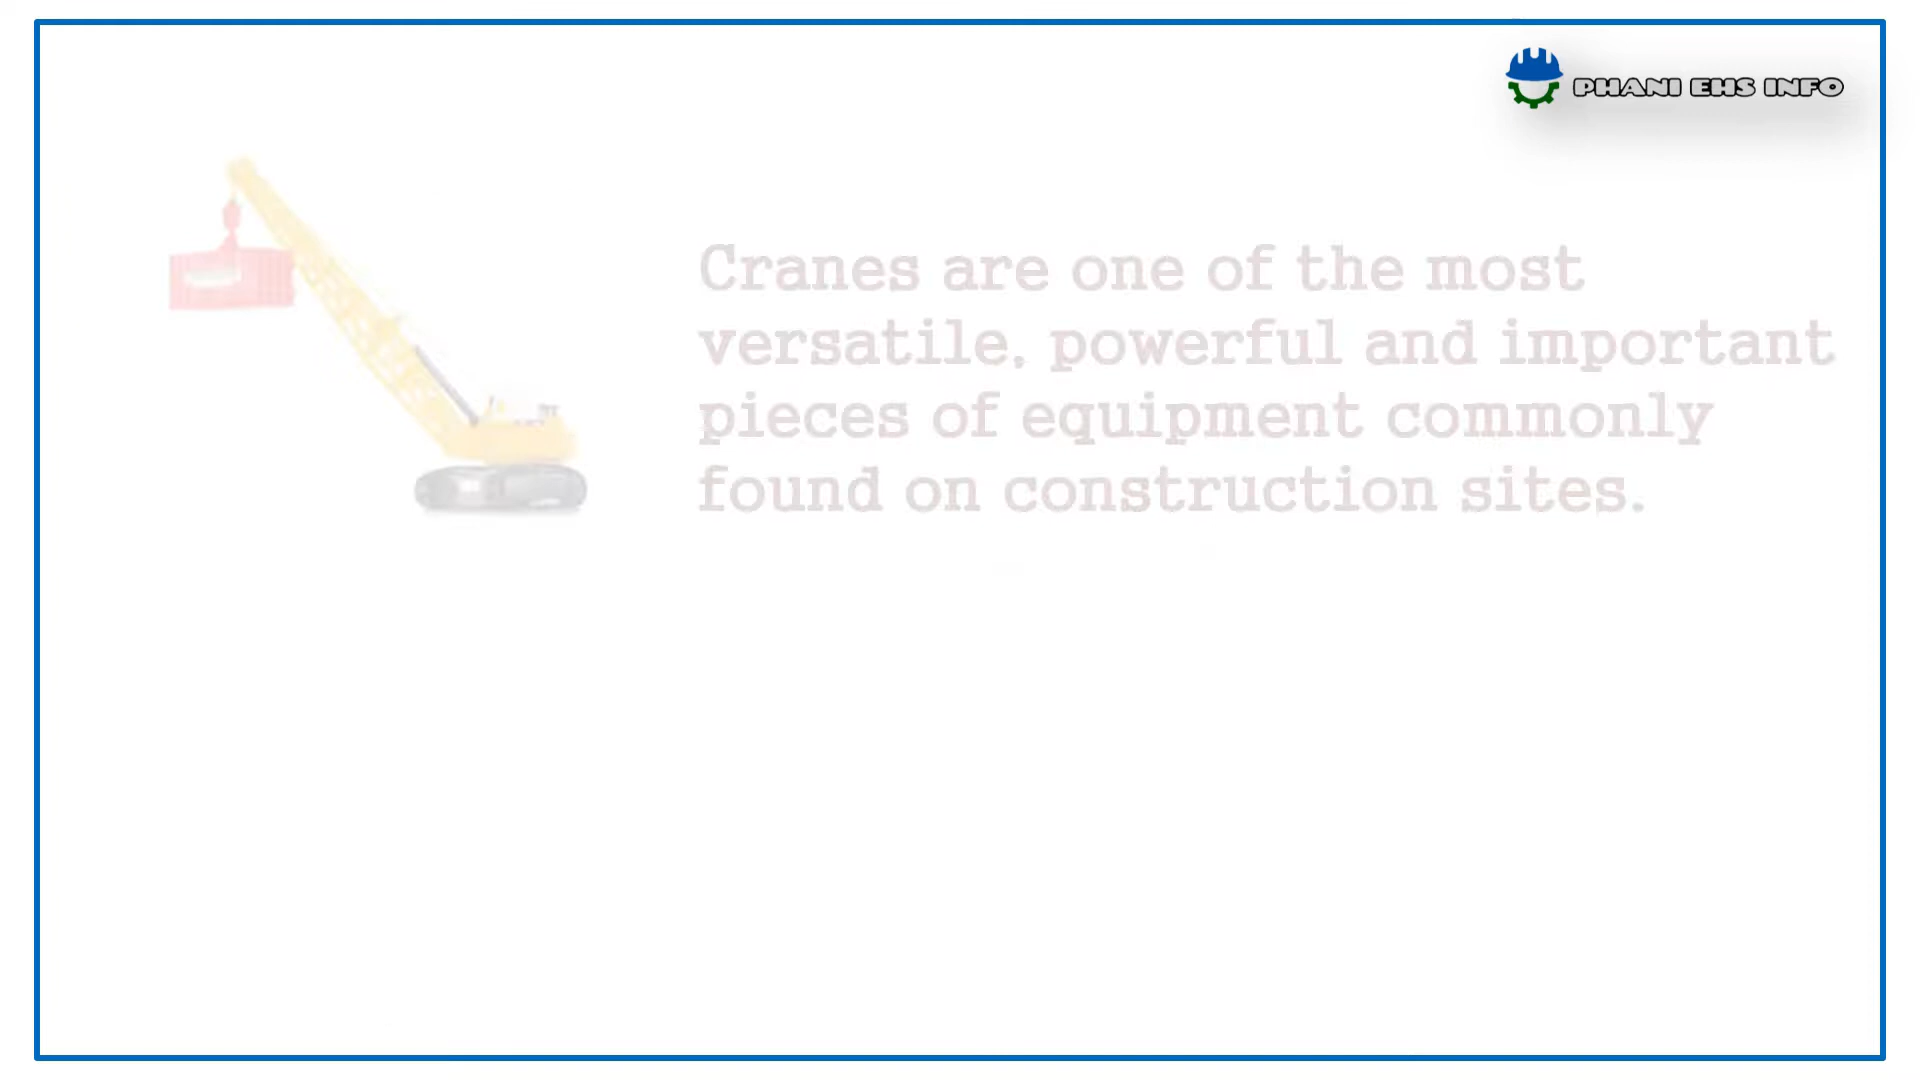 PHANI EHS INFO
Cranes are one of the most
versatile, powerful and important
pieces of equipment commonly
found on construction sites.